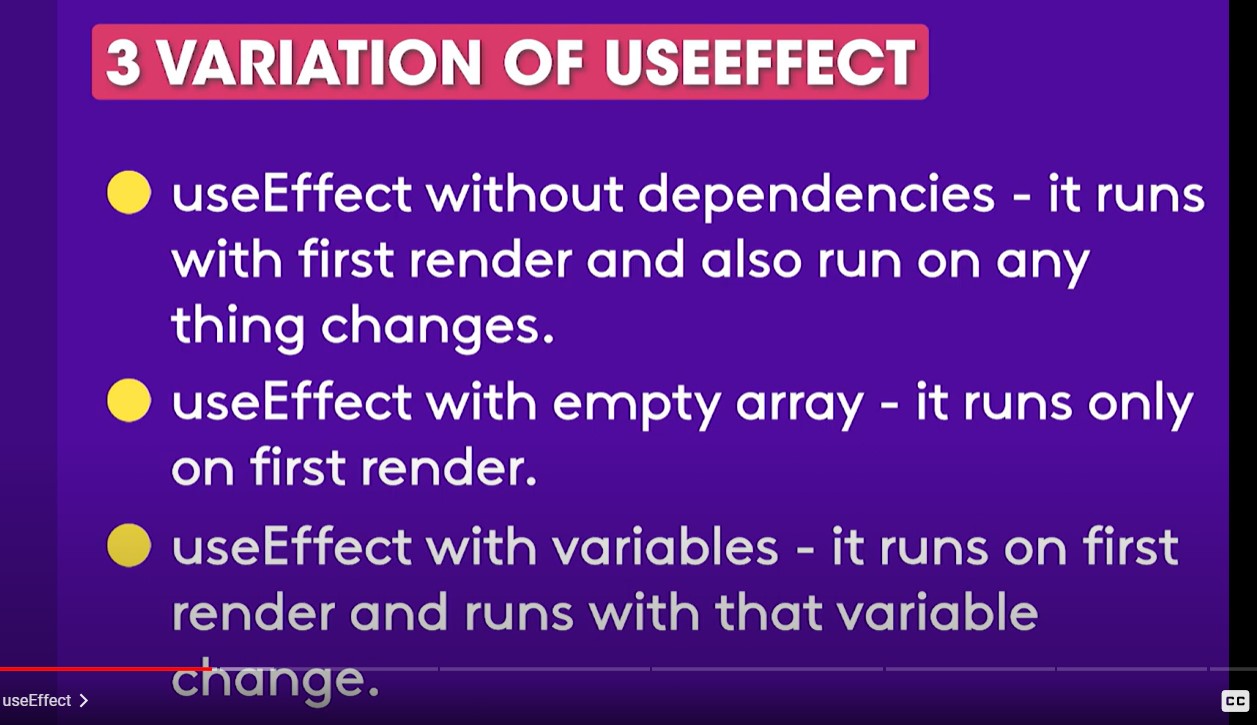 3 VARIATION OF USEEFFECT
useEffect without dependencies - it runs
with first render and also run on any
thing changes.
useEffect with empty array - it runs only
on first render.
useEffect with variables - it runs on first
render and runs with that variable
change.
useEffect
CC